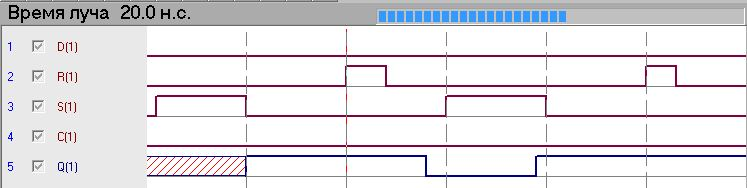 Время луча 20.0 н.с.
1 D(1)
2 R(1)
3 S(1)
4 C(1)
5 Q(1)